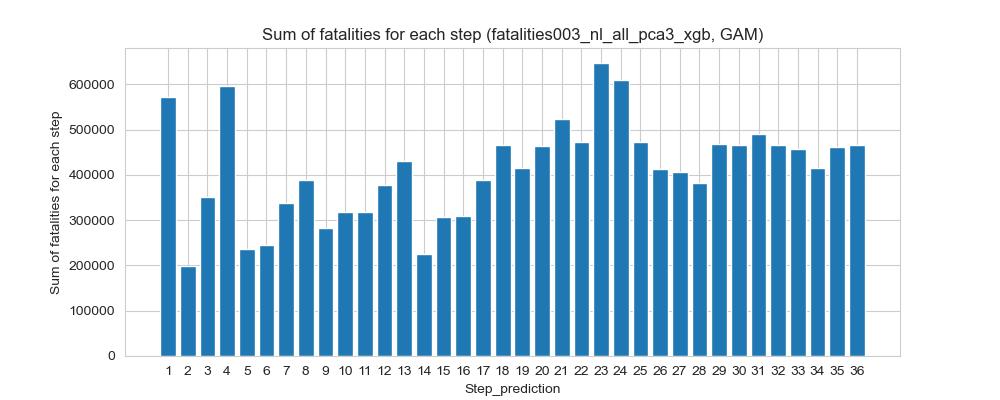 Sum of fatalities for each step (fatalities003_nl_all_pca3_xgb, GAM)
Sum of fatalities for each step
600000
500000
400000
300000
200000
100000
0
1 2 3 4 5 6 7 8 9 10 11 12 13 14 15 16 17 18 19 20 21 22 23 24 25 26 27 28 29 30 31 32 33 34 35 36
Step_prediction